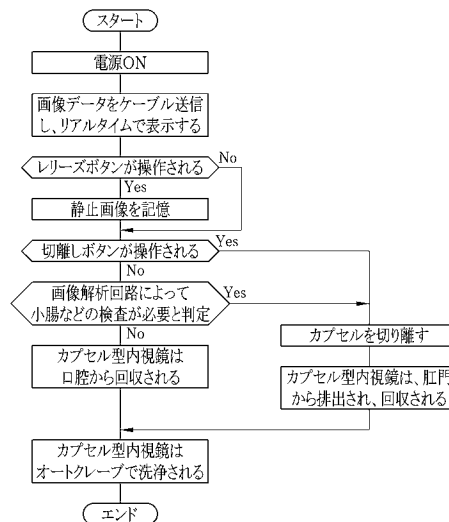 スタート
電源ON
画像データをケーブル送信
し、リアルタイムで表示する
レリーズボタンが操作される
No
Yes
静止画像を記憶
切離しボタンが操作される
Yes
No
画像解析回路によって
小腸などの検査が必要と判定
Yes
No
カプセルを切り離す
カプセル型内視鏡は
口腔から回収される
カプセル型内視鏡は、肛門
から排出され、回収される
カプセル型内視鏡は
オートクレーブで洗浄される
エンド